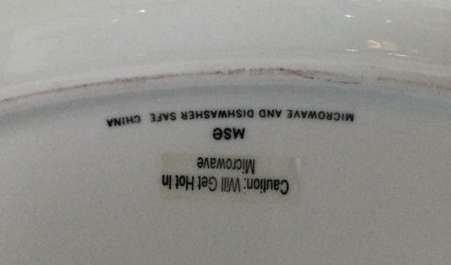 Caution: Will Get Hot In
Microwave
mse
MICROWAVE AND DISHWASHER SAFE CHINA